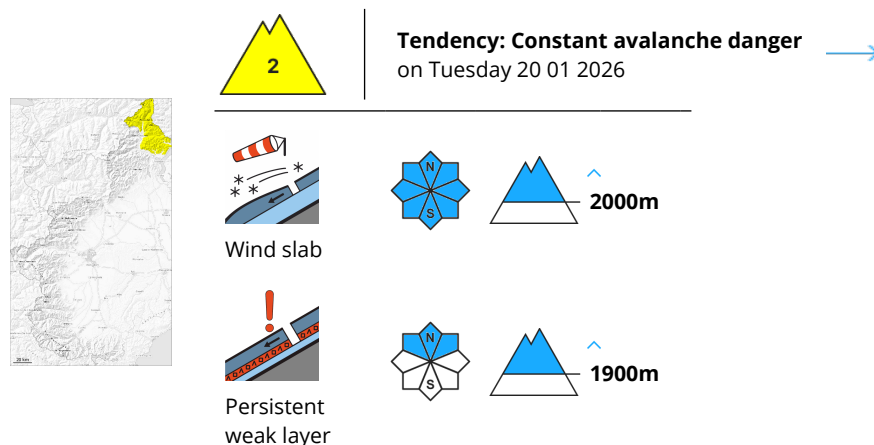 2
Tendency: Constant avalanche danger
on Tuesday 20 01 2026
N
S
2000m
Wind slab
N
S
1900m
20 km
Persistent
weak layer